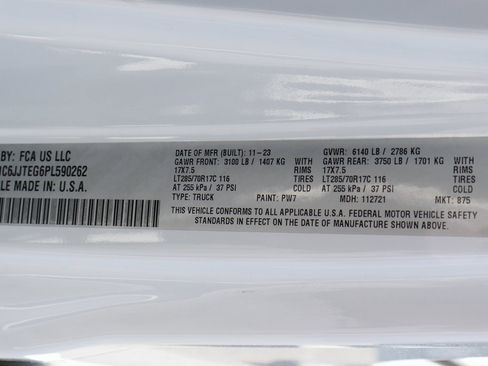 BY: FCA US LLC
C6JJTEG6PL590262
LE MADE IN U.S.A.
DATE OF MFR (BUILT): 11-23 GVWR: 6140 LB / 2786 KG
GAWR FRONT: 3100 LB / 1407 KG WITH GAWR REAR: 3750 LB / 1701 KG WITH
17X7.5 RIMS 17X7.5 RIMS
LT285/70R17C 116 TIRES LT285/70R17C 116 TIRES
AT 255 kPa / 37 PSI AT 255 kPa / 37 PSI
TYPE: TRUCK PAINT: PW7 MDH: 112721 MKT: 875
THIS VEHICLE CONFORMS TO ALL APPLICABLE U.S.A. FEDERAL MOTOR VEHICLE SAFETY
STANDARDS IN EFFECT ON THE DATE OF MANUFACTURE SHOWN ABOVE.